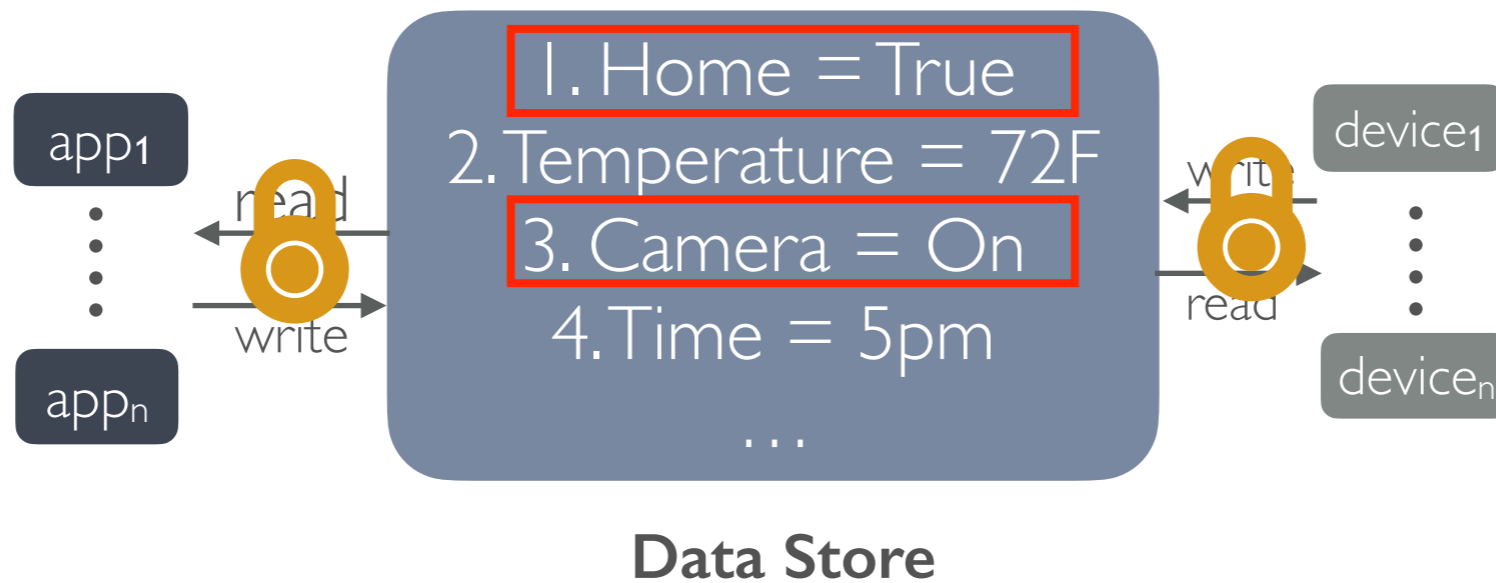 1. Home = True
app1
device1
2. Temperature = 72F
read
write
3. Camera = On
write
read
4. Time = 5pm
appn
devicen
...
Data Store